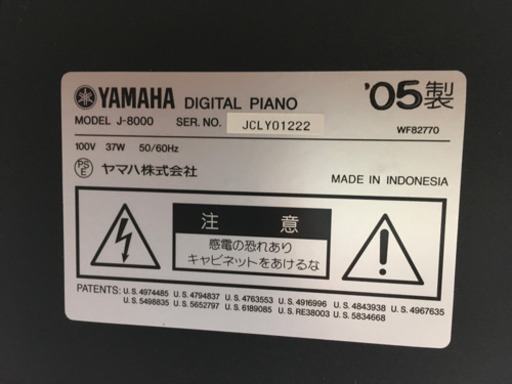 YAMAHA DIGITAL PIANO '05製
MODEL J-8000 SER. NO. JCLY01222 WF82770
100V 37W 50/60Hz
PSE ヤマハ株式会社 MADE IN INDONESIA
注意
感電の恐れあり
キャビネットをあけるな
PATENTS: U.S. 4974485 U.S. 4794837 U.S. 4763553 U.S. 4916996 U.S. 4843938 U.S. 4967635
U.S. 5498835 U.S. 5652797 U.S. 6189085 U.S. RE38003 U.S. 5834668